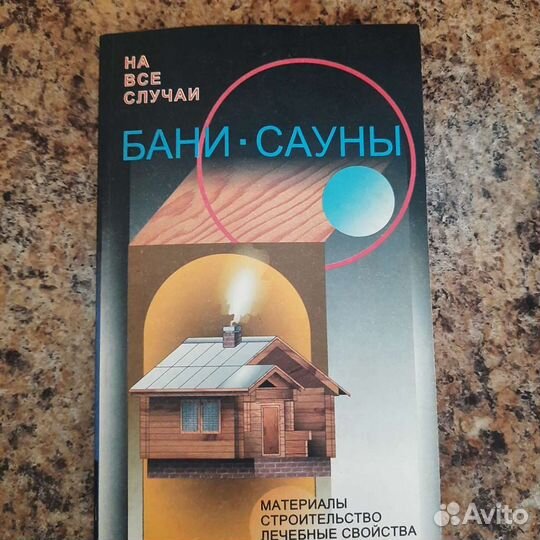 НА
ВСЕ
СЛУЧАИ
БАНИ · САУНЫ
МАТЕРИАЛЫ
СТРОИТЕЛЬСТВО
ЛЕЧЕБНЫЕ СВОЙСТВА
Avito